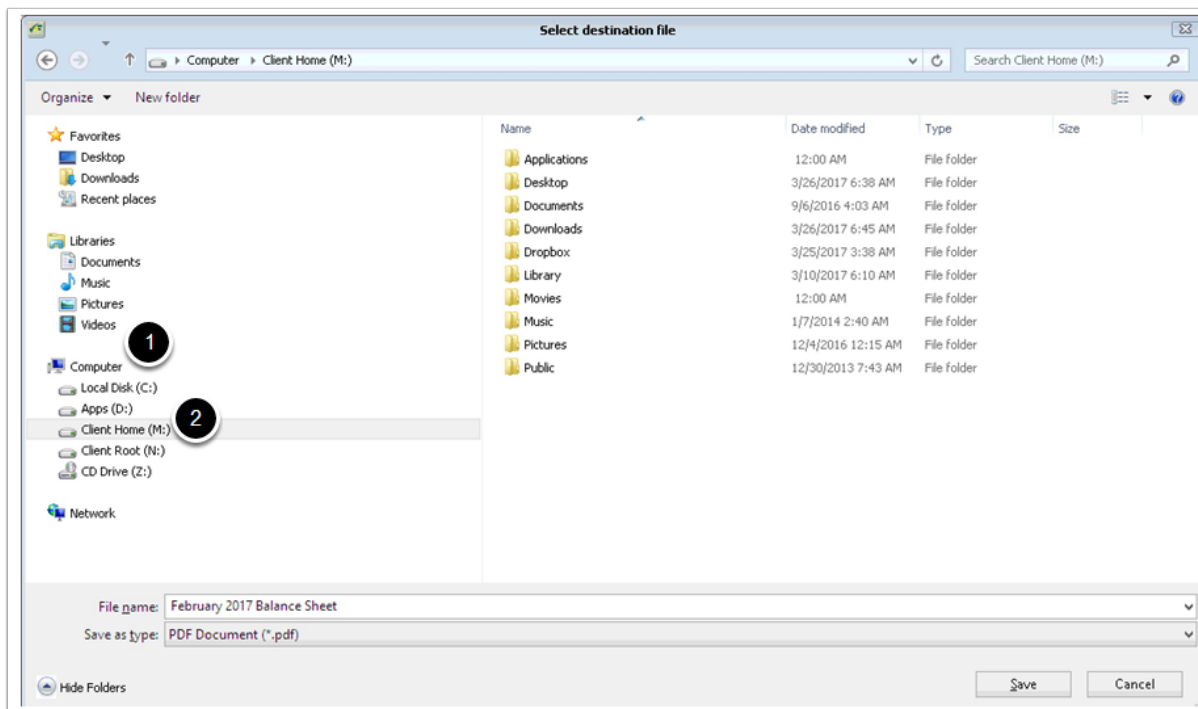 Select destination file
Computer Client Home (M:)
Search Client Home (M:)
Organize New folder
Favorites
Desktop
Downloads
Recent places
Libraries
Documents
Music
Pictures
Videos
1
Computer
Local Disk (C:)
Apps (D:)
2
Client Home (M:)
Client Root (N:)
CD Drive (Z:)
Network
Name Date modified Type Size
Applications 12:00 AM File folder
Desktop 3/26/2017 6:38 AM File folder
Documents 9/6/2016 4:03 AM File folder
Downloads 3/26/2017 6:45 AM File folder
Dropbox 3/25/2017 3:38 AM File folder
Library 3/10/2017 6:10 AM File folder
Movies 12:00 AM File folder
Music 1/7/2014 2:40 AM File folder
Pictures 12/4/2016 12:15 AM File folder
Public 12/30/2013 7:43 AM File folder
File name: February 2017 Balance Sheet
Save as type: PDF Document (*.pdf)
Hide Folders Save Cancel